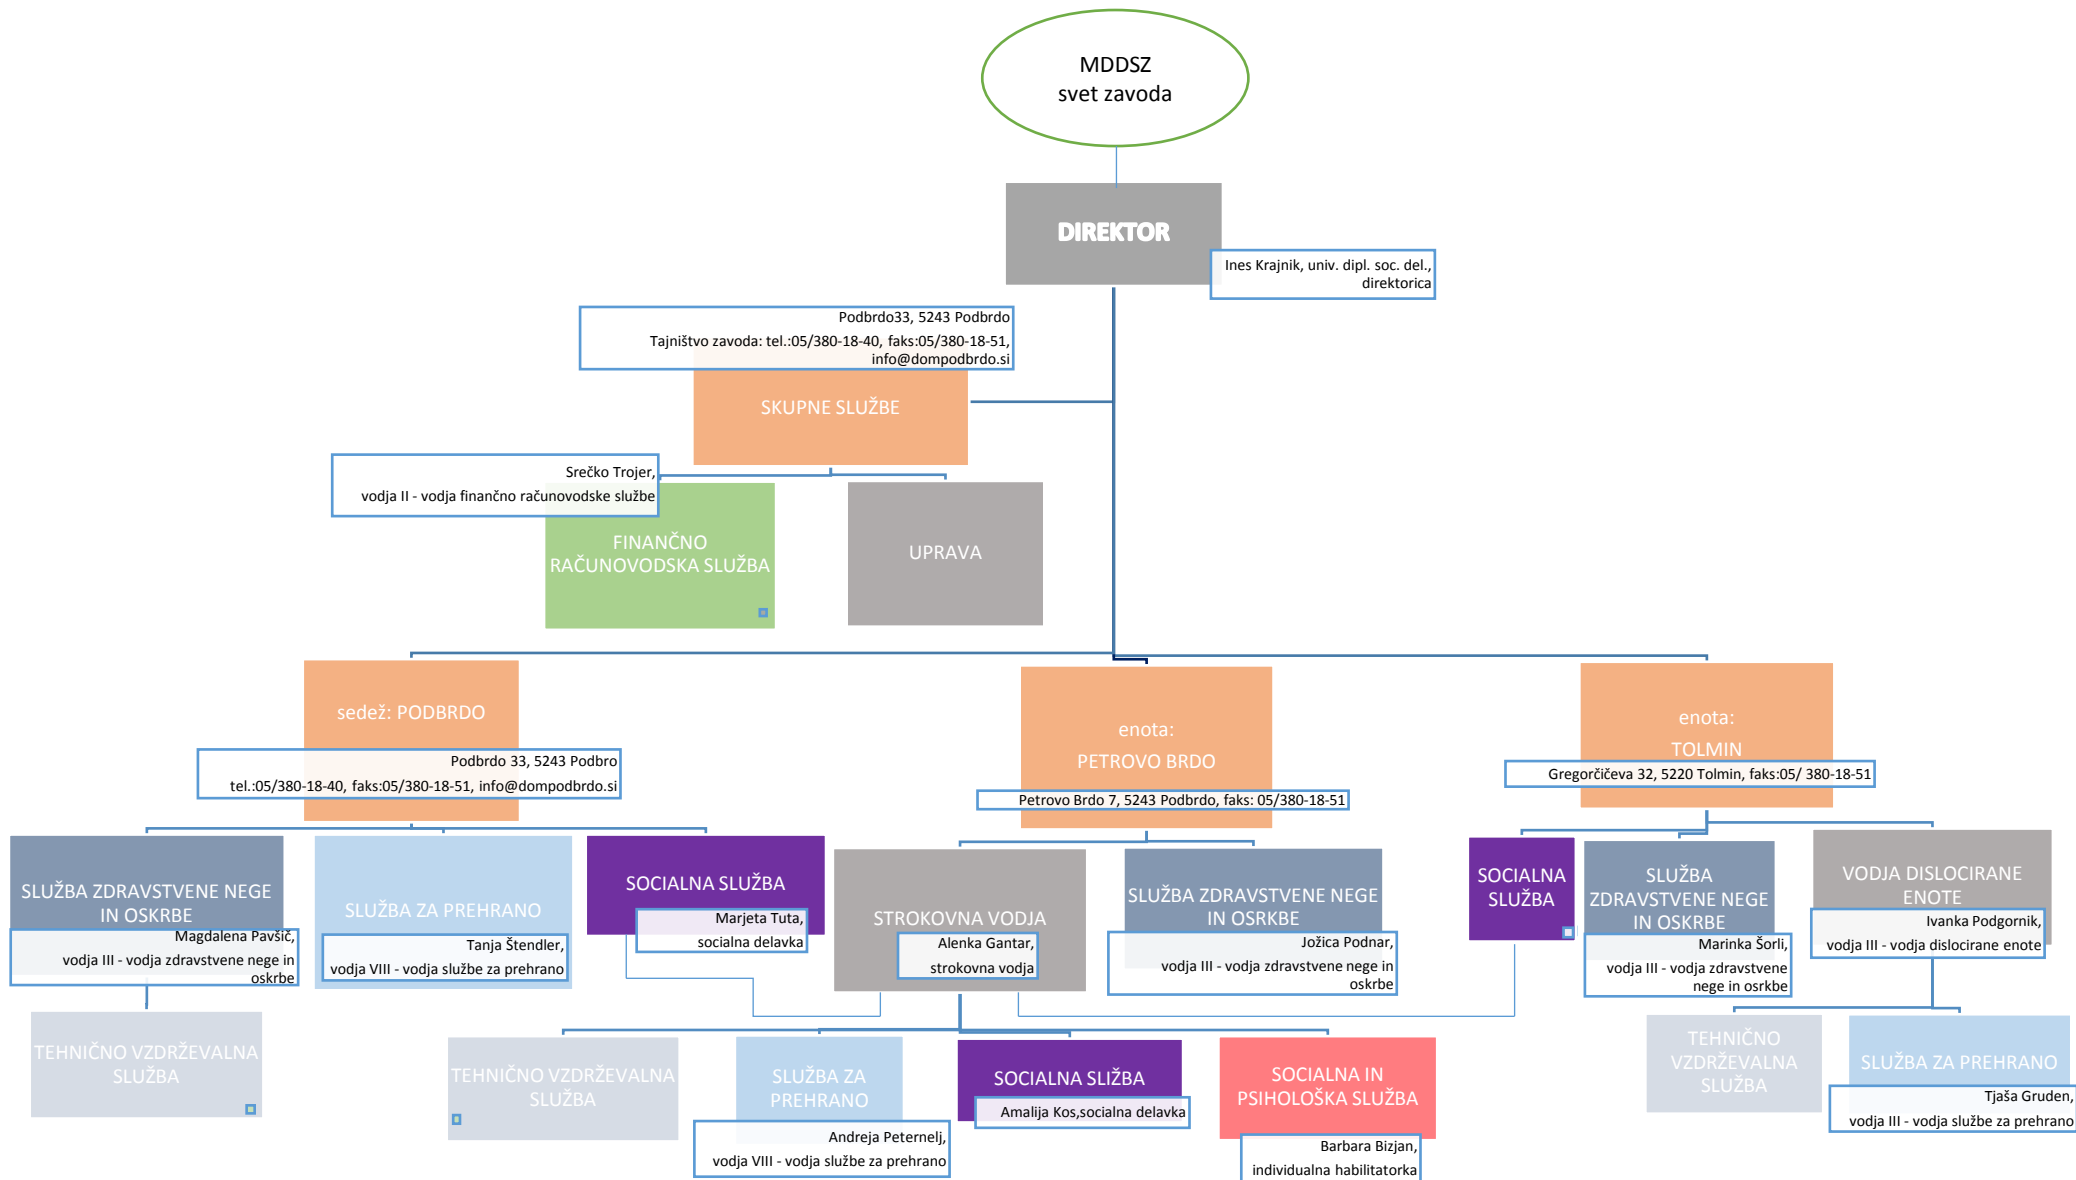 MDDSZ
svet zavoda
DIREKTOR
Ines Krajnik, univ. dipl. soc. del.,
direktorica
Podbrdo33, 5243 Podbrdo
Tajništvo zavoda: tel.:05/380-18-40, faks:05/380-18-51,
info@dompodbrdo.si
SKUPNE SLUŽBE
Srečko Trojer,
vodja II - vodja finančno računovodske službe
FINANČNO
RAČUNOVODSKA SLUŽBA
UPRAVA
sedež: PODBRDO
Podbrdo 33, 5243 Podbro
tel.:05/380-18-40, faks:05/380-18-51, info@dompodbrdo.si
enota:
PETROVO BRDO
Petrovo Brdo 7, 5243 Podbrdo, faks: 05/380-18-51
enota:
TOLMIN
Gregorčičeva 32, 5220 Tolmin, faks:05/ 380-18-51
SLUŽBA ZDRAVSTVENE NEGE
IN OSKRBE
Magdalena Pavšič,
vodja III - vodja zdravstvene nege in
oskrbe
SLUŽBA ZA PREHRANO
Tanja Štendler,
vodja VIII - vodja službe za prehrano
SOCIALNA SLUŽBA
Marjeta Tuta,
socialna delavka
STROKOVNA VODJA
Alenka Gantar,
strokovna vodja
SLUŽBA ZDRAVSTVENE NEGE
IN OSRKBE
Jožica Podnar,
vodja III - vodja zdravstvene nege in
oskrbe
SOCIALNA
SLUŽBA
SLUŽBA
ZDRAVSTVENE NEGE
IN OSKRBE
Marinka Šorli,
vodja III - vodja zdravstvene
nege in osrkbe
VODJA DISLOCIRANE
ENOTE
Ivanka Podgornik,
vodja III - vodja dislocirane enote
TEHNIČNO VZDRŽEVALNA
SLUŽBA
TEHNIČNO VZDRŽEVALNA
SLUŽBA
SLUŽBA ZA
PREHRANO
Andreja Peternelj,
vodja VIII - vodja službe za prehrano
SOCIALNA SLIŽBA
Amalija Kos,socialna delavka
SOCIALNA IN
PSIHOLOŠKA SLUŽBA
Barbara Bizjan,
individualna habilitatorka
TEHNIČNO
VZDRŽEVALNA
SLUŽBA
SLUŽBA ZA PREHRANO
Tjaša Gruden,
vodja III - vodja službe za prehrano